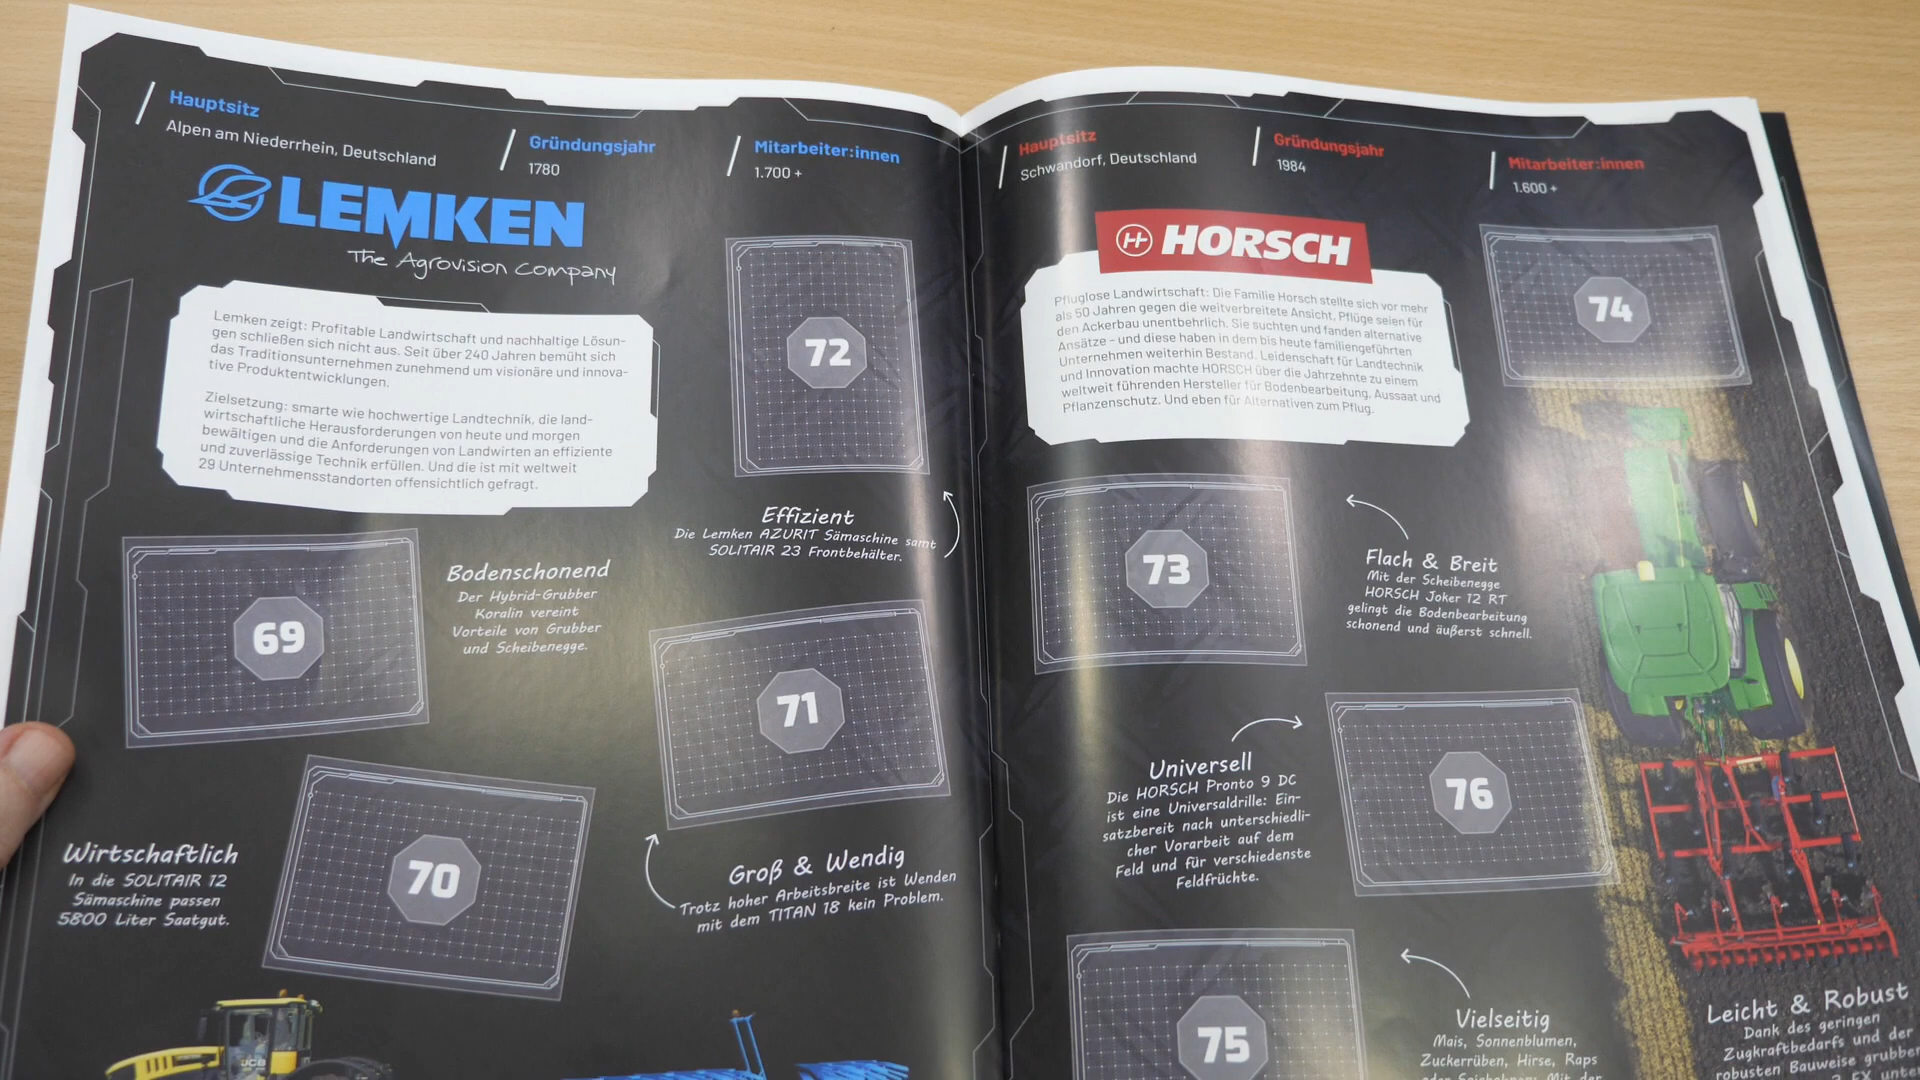 Hauptsitz
Alpen am Niederrhein, Deutschland
Gründungsjahr
1780
Mitarbeiter:innen
1.700 +
LEMKEN
The Agrovision Company
Lemken zeigt: Profitable Landwirtschaft und nachhaltige Lösun-
gen schließen sich nicht aus. Seit über 240 Jahren bemüht sich
das Traditionsunternehmen zunehmend um visionäre und innova-
tive Produktentwicklungen.
Zielsetzung: smarte wie hochwertige Landtechnik, die land-
wirtschaftliche Herausforderungen von heute und morgen
bewältigen und die Anforderungen von Landwirten an effiziente
und zuverlässige Technik erfüllen. Und die ist mit weltweit
29 Unternehmensstandorten offensichtlich gefragt.
72
Effizient
Die Lemken AZURIT Sämaschine samt
SOLITAIR 23 Frontbehälter.
69
Bodenschonend
Der Hybrid-Grubber
Koralin vereint
Vorteile von Grubber
und Scheibenegge.
71
Groß & Wendig
Trotz hoher Arbeitsbreite ist Wenden
mit dem TITAN 18 kein Problem.
70
Wirtschaftlich
In die SOLITAIR 12
Sämaschine passen
5800 Liter Saatgut.
JCB
Hauptsitz
Schwandorf, Deutschland
Gründungsjahr
1984
Mitarbeiter:innen
1.600 +
HORSCH
Pfluglose Landwirtschaft: Die Familie Horsch stellte sich vor mehr
als 50 Jahren gegen die weitverbreitete Ansicht, Pflüge seien für
den Ackerbau unentbehrlich. Sie suchten und fanden alternative
Ansätze – und diese haben in dem bis heute familiengeführten
Unternehmen weiterhin Bestand. Leidenschaft für Landtechnik
und Innovation machte HORSCH über die Jahrzehnte zu einem
weltweit führenden Hersteller für Bodenbearbeitung, Aussaat und
Pflanzenschutz. Und eben für Alternativen zum Pflug.
74
73
Flach & Breit
Mit der Scheibenegge
HORSCH Joker 12 RT
gelingt die Bodenbearbeitung
schonend und äußerst schnell.
Universell
Die HORSCH Pronto 9 DC
ist eine Universaldrille: Ein-
satzbereit nach unterschiedli-
cher Vorarbeit auf dem
Feld und für verschiedenste
Feldfrüchte.
76
75
Vielseitig
Mais, Sonnenblumen,
Zuckerrüben, Hirse, Raps
oder Sojabohnen: Mit der
Leicht & Robust
Dank des geringen
Zugkraftbedarfs und der
robusten Bauweise grubber
FX unter